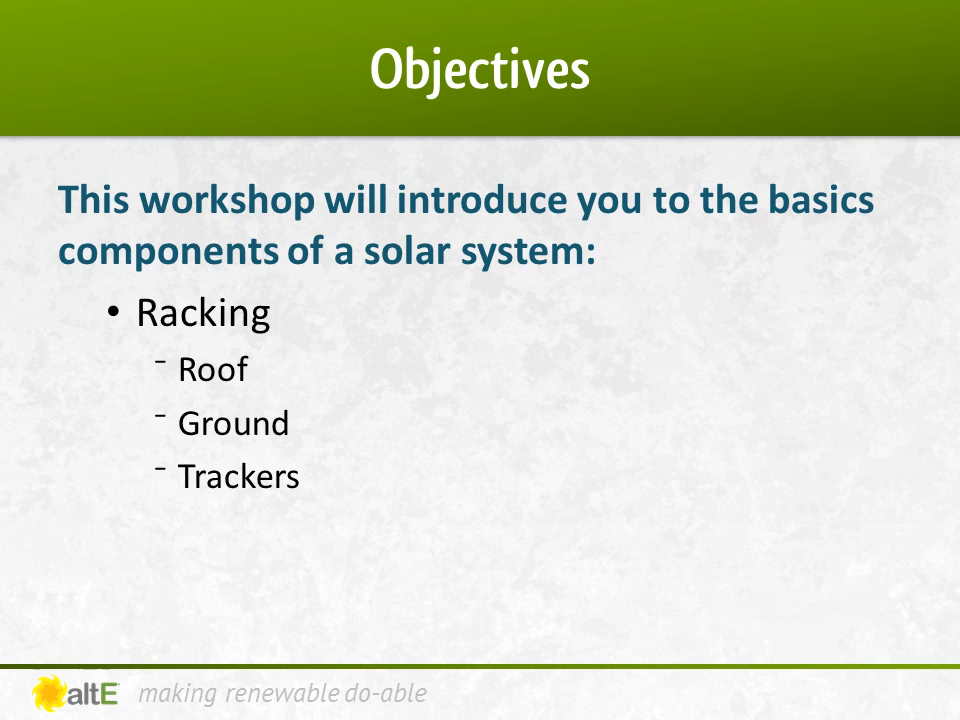 Objectives
This workshop will introduce you to the basics
components of a solar system:
• Racking
⁻ Roof
⁻ Ground
⁻ Trackers
altE making renewable do-able